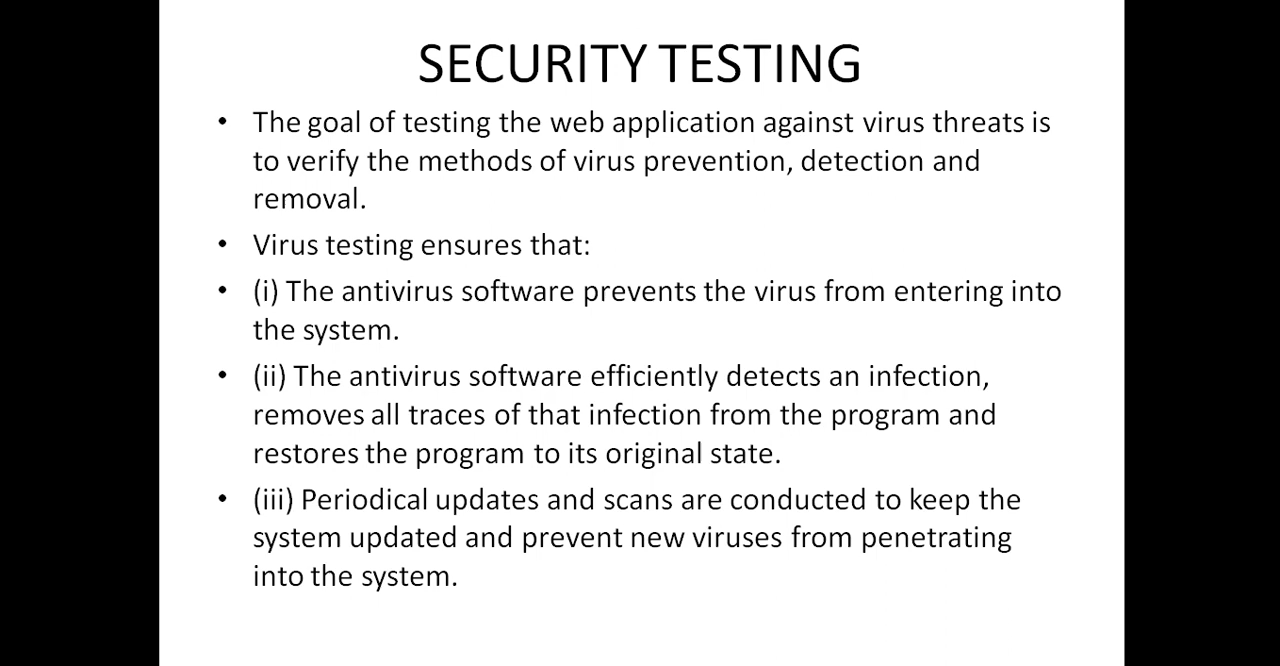 SECURITY TESTING
• The goal of testing the web application against virus threats is
to verify the methods of virus prevention, detection and
removal.
• Virus testing ensures that:
• (i) The antivirus software prevents the virus from entering into
the system.
• (ii) The antivirus software efficiently detects an infection,
removes all traces of that infection from the program and
restores the program to its original state.
• (iii) Periodical updates and scans are conducted to keep the
system updated and prevent new viruses from penetrating
into the system.